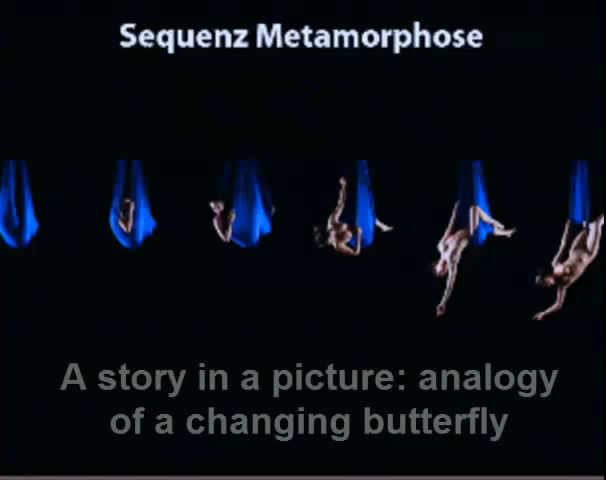 Sequenz Metamorphose
A story in a picture: analogy
of a changing butterfly